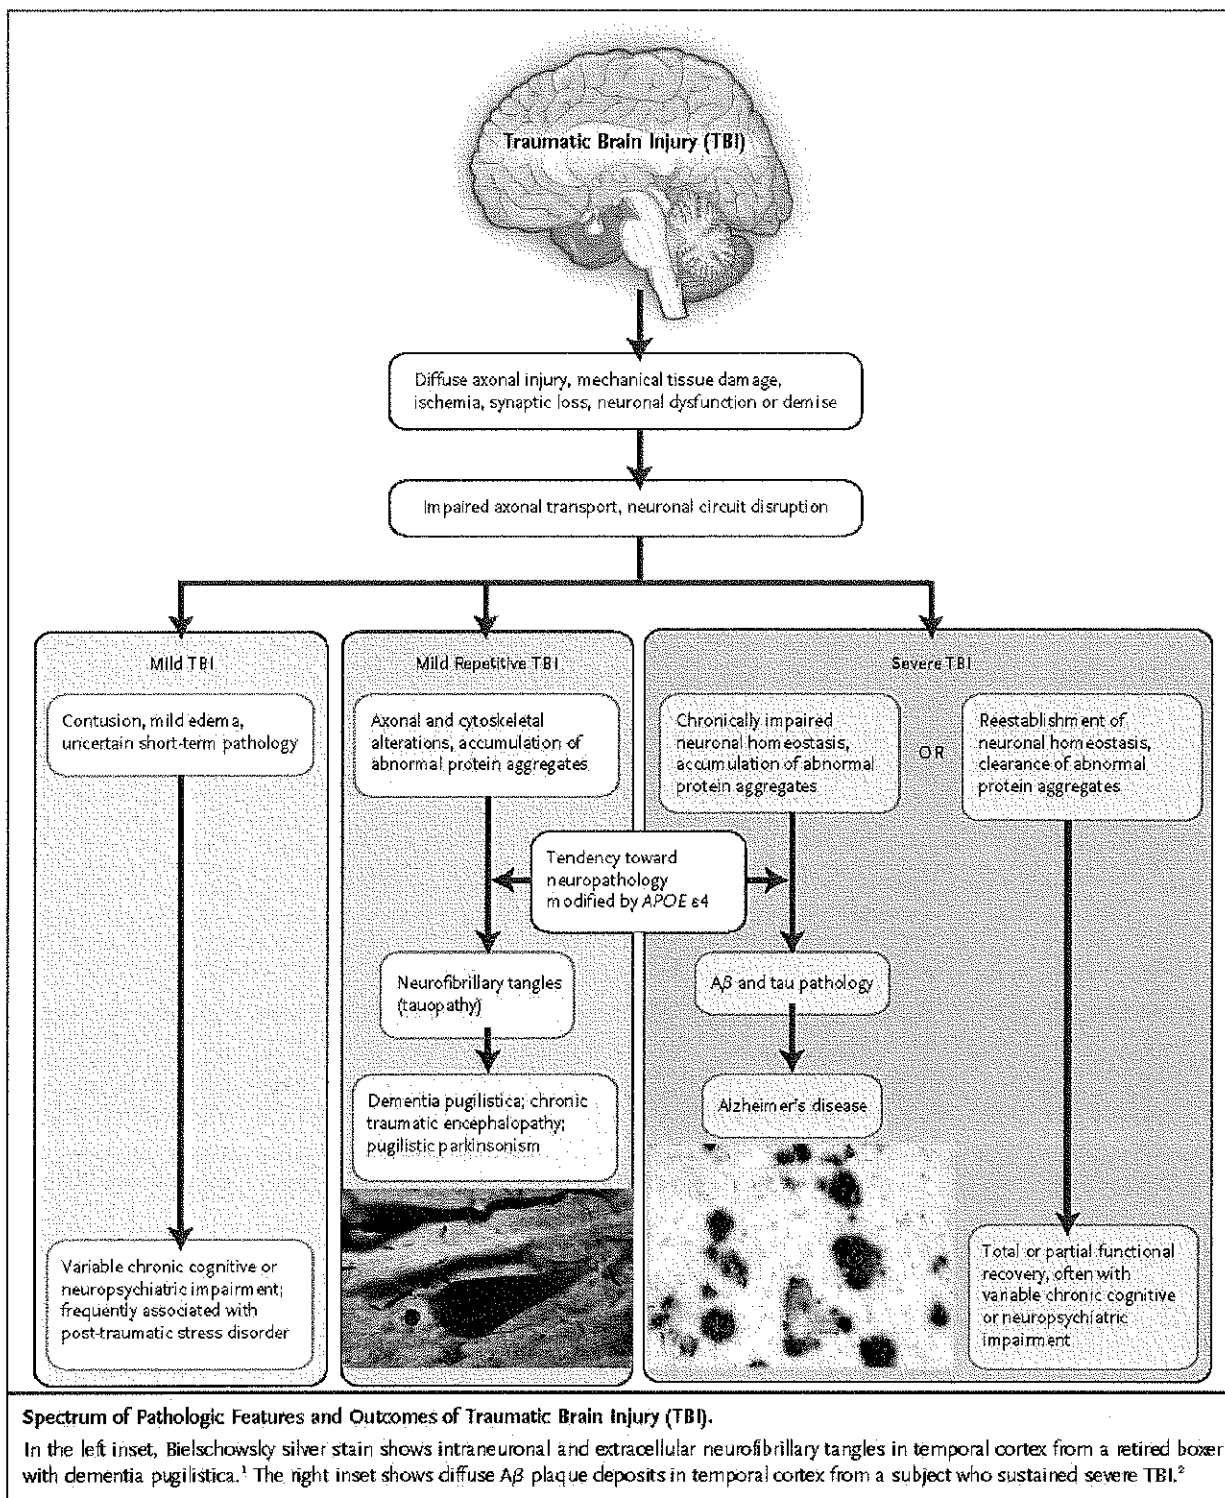 Traumatic Brain Injury (TBI)
Diffuse axonal injury, mechanical tissue damage,
ischemia, synaptic loss, neuronal dysfunction or demise
Impaired axonal transport, neuronal circuit disruption
Mild TBI
Contusion, mild edema,
uncertain short-term pathology
Variable chronic cognitive or
neuropsychiatric impairment;
frequently associated with
post-traumatic stress disorder
Mild Repetitive TBI
Axonal and cytoskeletal
alterations, accumulation of
abnormal protein aggregates
Tendency toward
neuropathology
modified by APOE ε4
Neurofibrillary tangles
(tauopathy)
Dementia pugilistica; chronic
traumatic encephalopathy;
pugilistic parkinsonism
Severe TBI
Chronically impaired
neuronal homeostasis,
accumulation of abnormal
protein aggregates
OR
Reestablishment of
neuronal homeostasis,
clearance of abnormal
protein aggregates
Aβ and tau pathology
Alzheimer's disease
Total or partial functional
recovery, often with
variable chronic cognitive
or neuropsychiatric
impairment
Spectrum of Pathologic Features and Outcomes of Traumatic Brain Injury (TBI).
In the left inset, Bielschowsky silver stain shows intraneuronal and extracellular neurofibrillary tangles in temporal cortex from a retired boxer
with dementia pugilistica.¹ The right inset shows diffuse Aβ plaque deposits in temporal cortex from a subject who sustained severe TBI.²